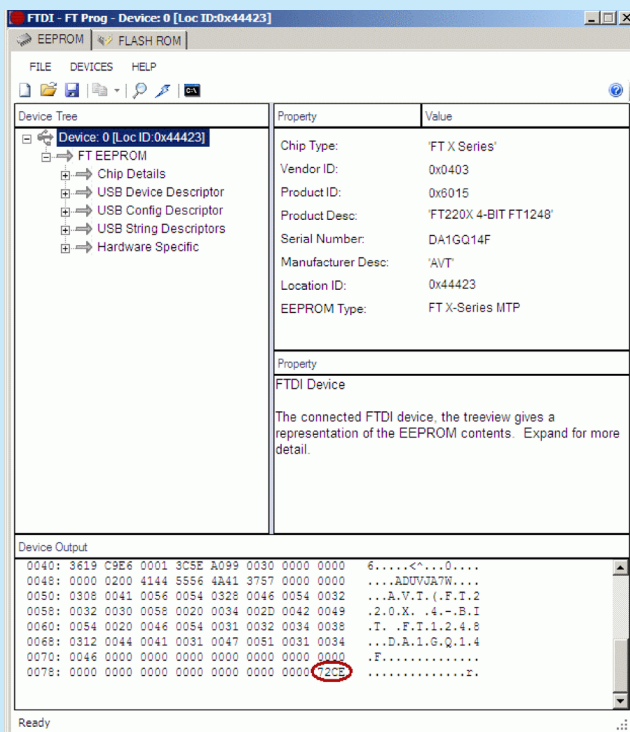 FTDI - FT Prog - Device: 0 [Loc ID:0x44423]
EEPROM FLASH ROM
FILE DEVICES HELP
C:\
Device Tree
Device: 0 [Loc ID:0x44423]
FT EEPROM
Chip Details
USB Device Descriptor
USB Config Descriptor
USB String Descriptors
Hardware Specific
Property Value
Chip Type: 'FT X Series'
Vendor ID: 0x0403
Product ID: 0x6015
Product Desc: 'FT220X 4-BIT FT1248'
Serial Number: DA1GQ14F
Manufacturer Desc: 'AVT'
Location ID: 0x44423
EEPROM Type: FT X-Series MTP
Property
FTDI Device
The connected FTDI device, the treeview gives a
representation of the EEPROM contents. Expand for more
detail.
Device Output
0040: 3619 C9E6 0001 3C5E A099 0030 0000 0000 6.....<^...0....
0048: 0000 0200 4144 5556 4A41 3757 0000 0000 ....ADUVJA7W....
0050: 0308 0041 0056 0054 0328 0046 0054 0032 ...A.V.T.(.F.T.2
0058: 0032 0030 0058 0020 0034 002D 0042 0049 .2.0.X. .4.-.B.I
0060: 0054 0020 0046 0054 0031 0032 0034 0038 .T. .F.T.1.2.4.8
0068: 0312 0044 0041 0031 0047 0051 0031 0034 ...D.A.1.G.Q.1.4
0070: 0046 0000 0000 0000 0000 0000 0000 0000 .F..............
0078: 0000 0000 0000 0000 0000 0000 0000 72CE ..............r.
Ready